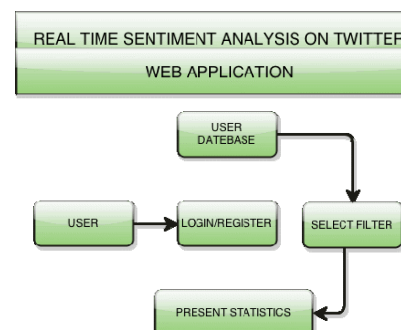 REAL TIME SENTIMENT ANALYSIS ON TWITTER
WEB APPLICATION
USER
DATEBASE
USER
LOGIN/REGISTER
SELECT FILTER
PRESENT STATISTICS